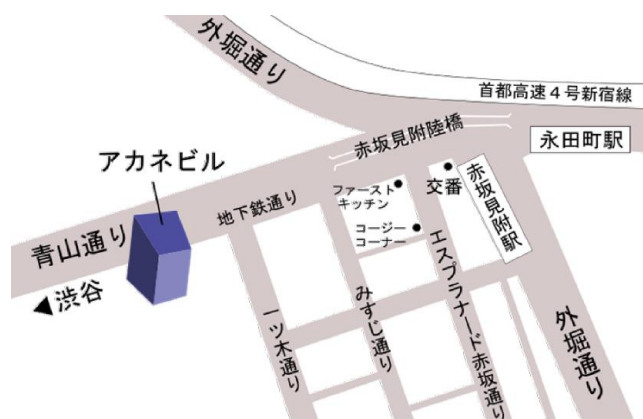 外堀通り
首都高速4号新宿線
赤坂見附陸橋
永田町駅
アカネビル
ファースト
キッチン
交番
赤坂見附駅
地下鉄通り
コージー
コーナー
青山通り
エスプラナード赤坂通り
◀渋谷
一ツ木通り
みすじ通り
外堀通り